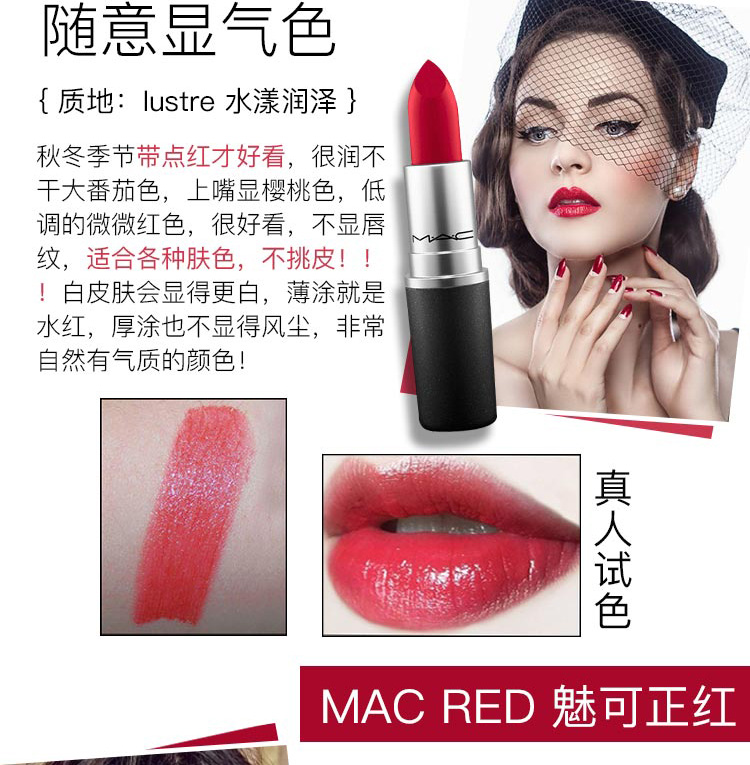 随意显气色
{ 质地：lustre 水漾润泽 }
秋冬季节带点红才好看，很润不
干大番茄色，上嘴显樱桃色，低
调的微微红色，很好看，不显唇
纹，适合各种肤色，不挑皮！！
！白皮肤会显得更白，薄涂就是
水红，厚涂也不显得风尘，非常
自然有气质的颜色！
MAC
真人试色
MAC RED 魅可正红